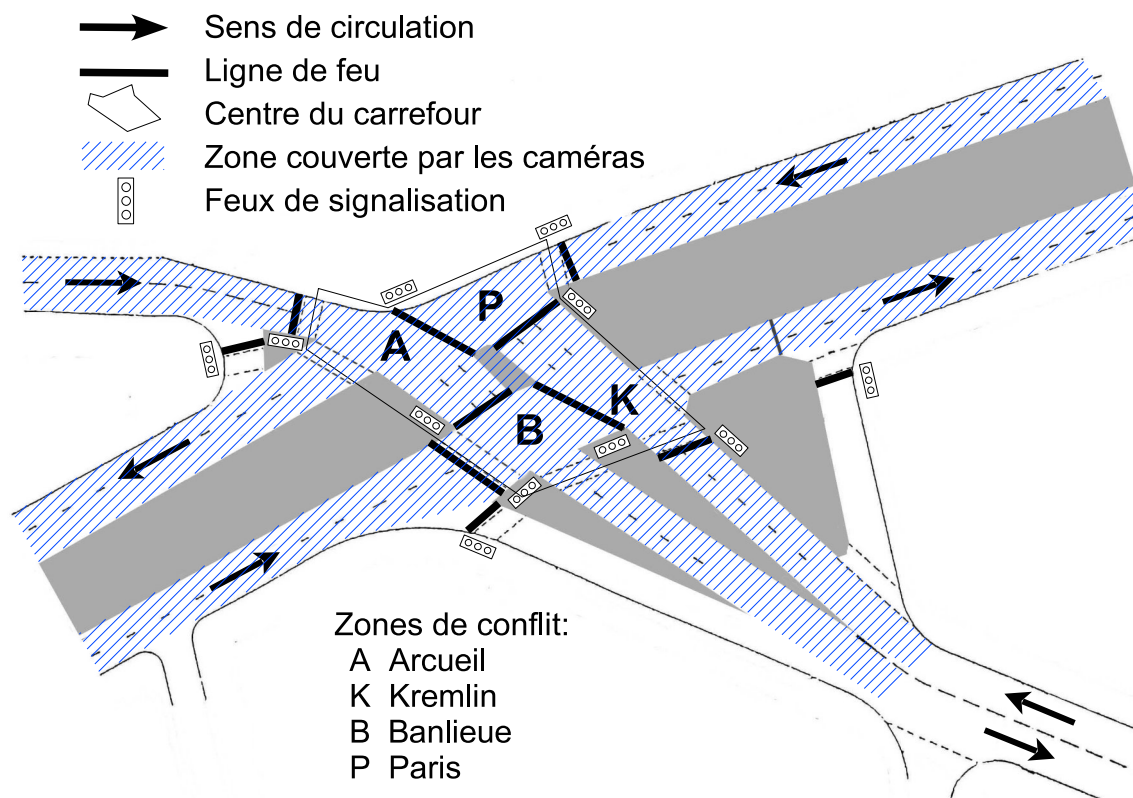 Sens de circulation
Ligne de feu
Centre du carrefour
Zone couverte par les caméras
Feux de signalisation
P
A
K
B
Zones de conflit:
A Arcueil
K Kremlin
B Banlieue
P Paris